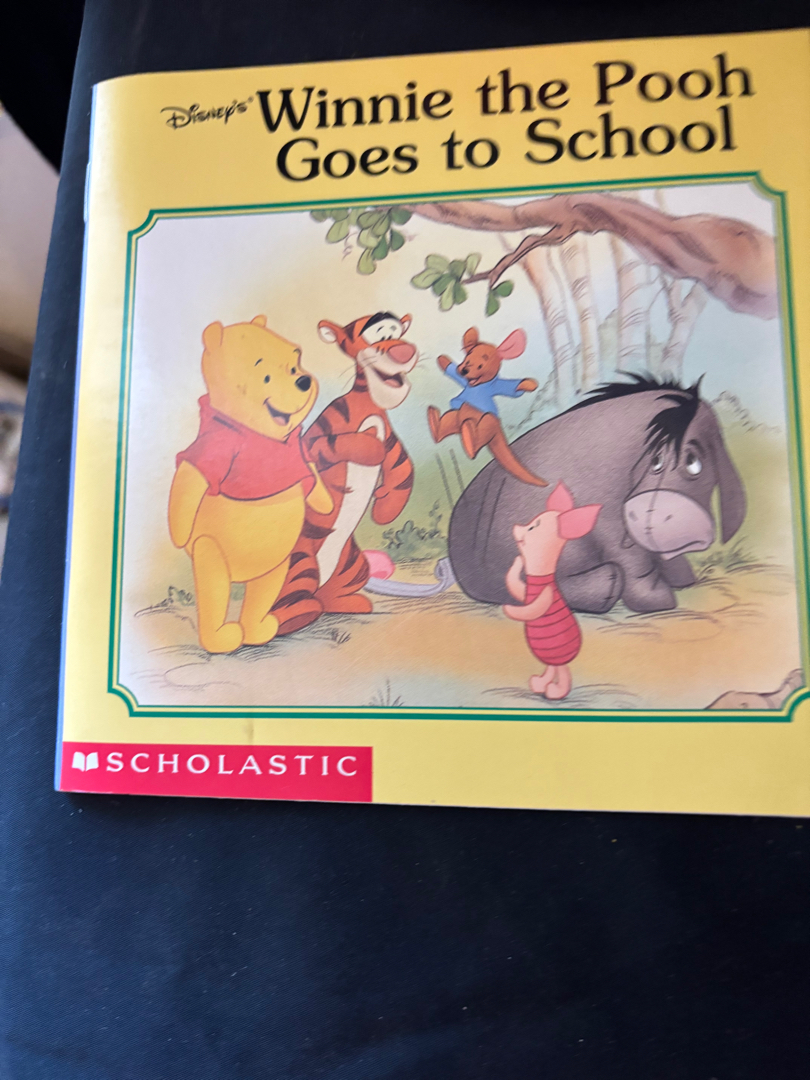 Disney's® Winnie the Pooh
Goes to School
SCHOLASTIC